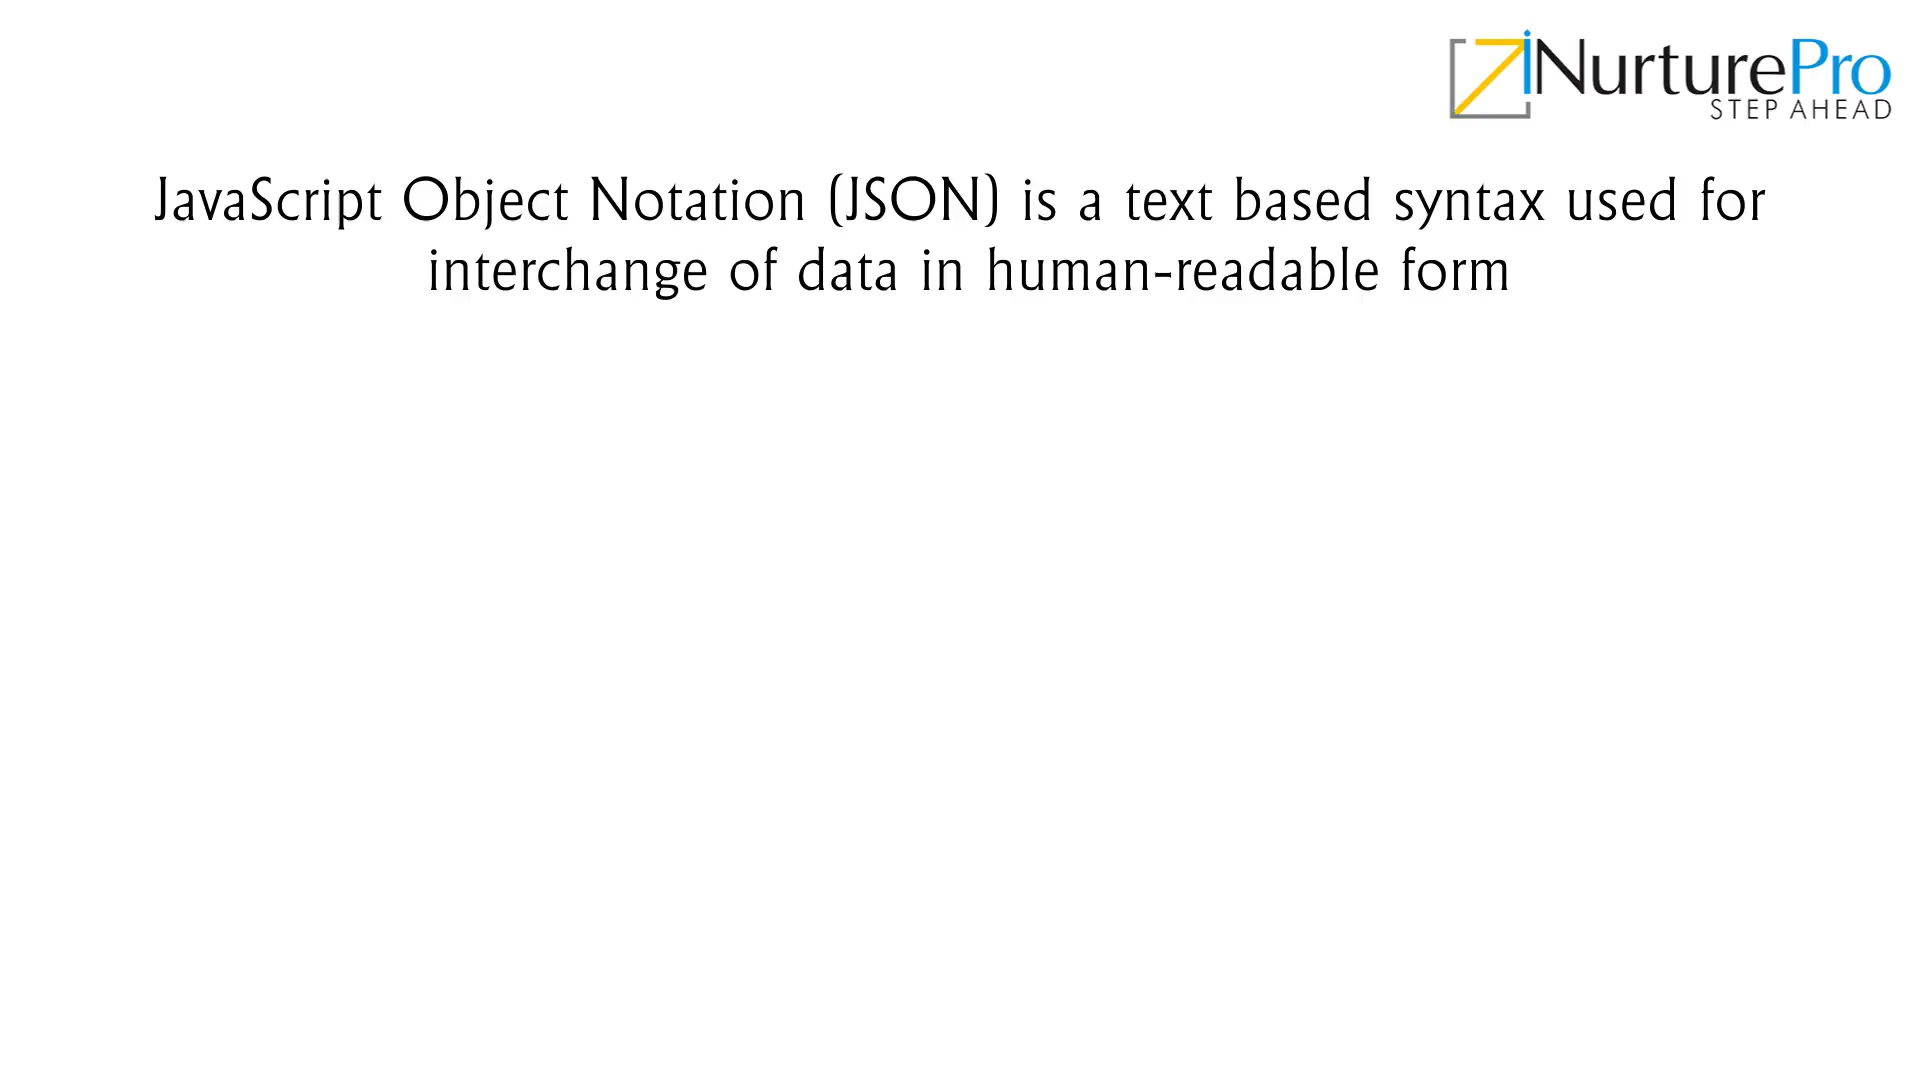 iNurturePro
STEP AHEAD
JavaScript Object Notation (JSON) is a text based syntax used for
interchange of data in human-readable form